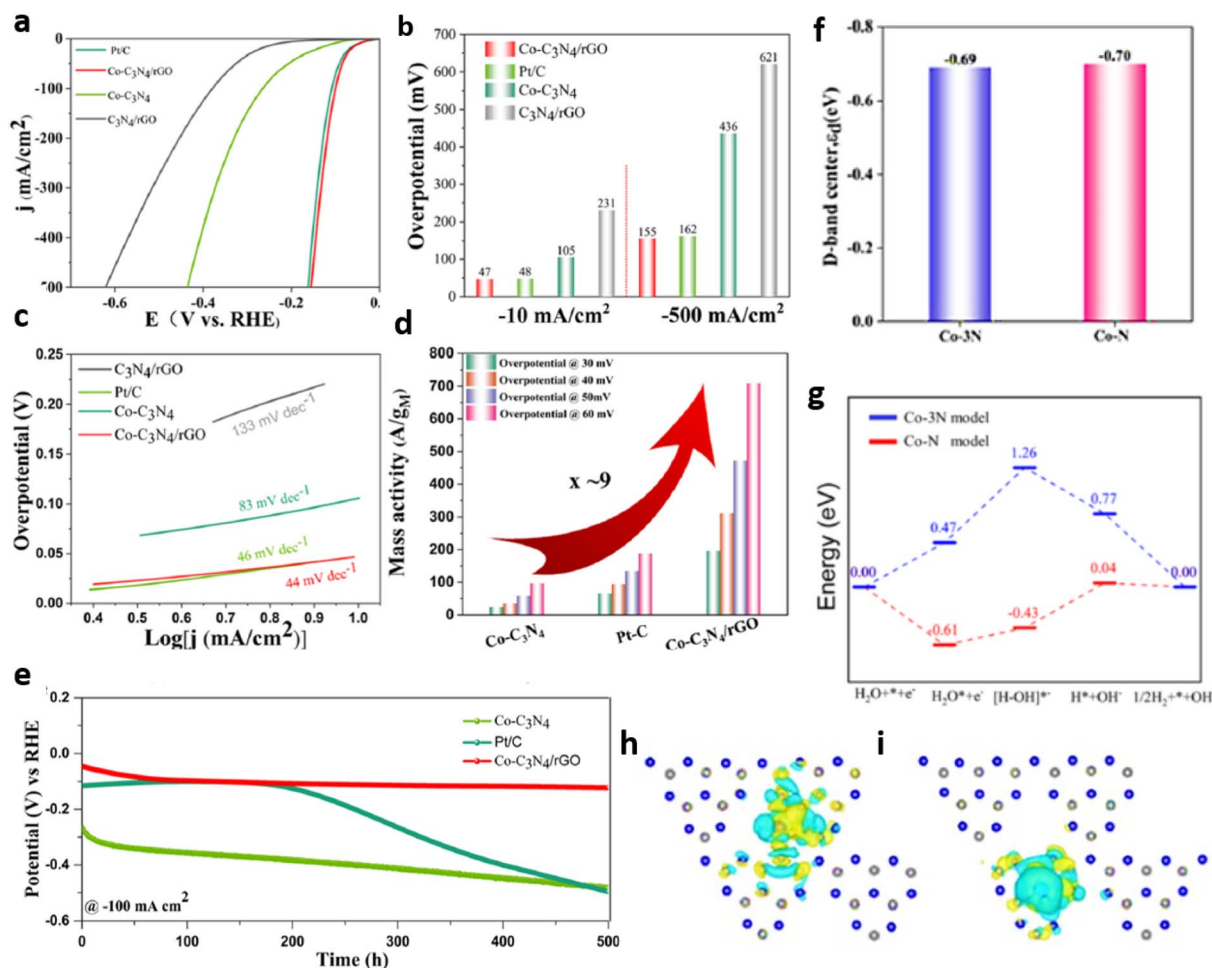 a
0
-100
-200
-300
-400
j (mA/cm²)
-0.6
-0.4
-0.2
0.
E (V vs. RHE)
Pt/C
Co-C₃N₄/rGO
Co-C₃N₄
C₃N₄/rGO
b
700
600
500
400
300
200
100
0
Overpotential (mV)
Co-C₃N₄/rGO
Pt/C
Co-C₃N₄
C₃N₄/rGO
47
48
105
231
155
162
436
621
-10 mA/cm²
-500 mA/cm²
c
0.25
0.20
0.15
0.10
0.05
0.00
Overpotential (V)
C₃N₄/rGO
Pt/C
Co-C₃N₄
Co-C₃N₄/rGO
133 mV dec⁻¹
83 mV dec⁻¹
46 mV dec⁻¹
44 mV dec⁻¹
0.4
0.5
0.6
0.7
0.8
0.9
1.0
Log[j (mA/cm²)]
d
800
700
600
500
400
300
200
100
0
Mass activity (A/gM)
Overpotential @ 30 mV
Overpotential @ 40 mV
Overpotential @ 50mV
Overpotential @ 60 mV
x ~9
Co-C₃N₄
Pt-C
Co-C₃N₄/rGO
e
0.2
0.0
-0.2
-0.4
-0.6
Potential (V) vs RHE
Co-C₃N₄
Pt/C
Co-C₃N₄/rGO
@ -100 mA cm²
0
100
200
300
400
500
Time (h)
f
-0.8
-0.6
-0.4
-0.2
0.0
D-band center,εd(eV)
-0.69
-0.70
Co-3N
Co-N
g
Energy (eV)
Co-3N model
Co-N model
0.00
0.47
1.26
0.77
0.00
-0.61
-0.43
0.04
H₂O+*+e⁻
H₂O*+e⁻
[H-OH]*⁻
H*+OH⁻
1/2H₂+*+OH
h
i